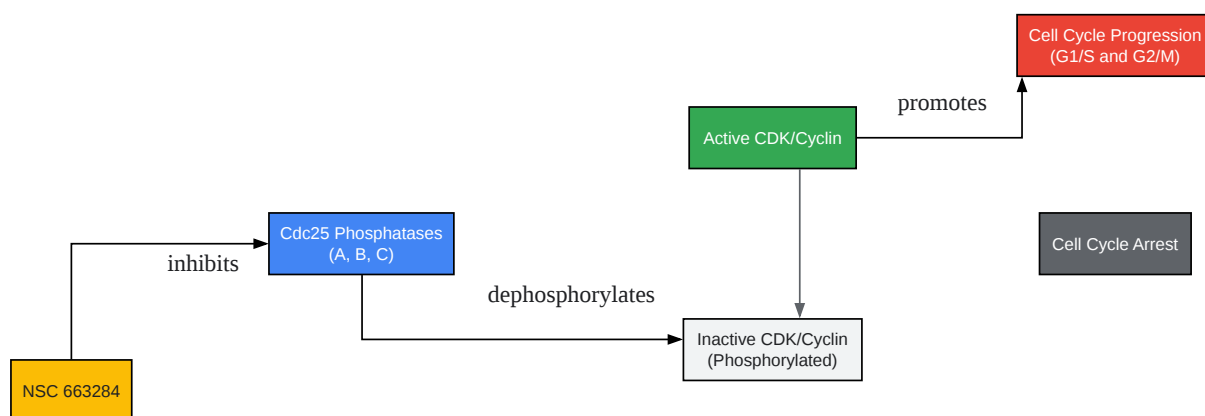 Cell Cycle Progression
(G1/S and G2/M)
promotes
Active CDK/Cyclin
Cdc25 Phosphatases
(A, B, C)
Cell Cycle Arrest
inhibits
dephosphorylates
Inactive CDK/Cyclin
(Phosphorylated)
NSC 663284